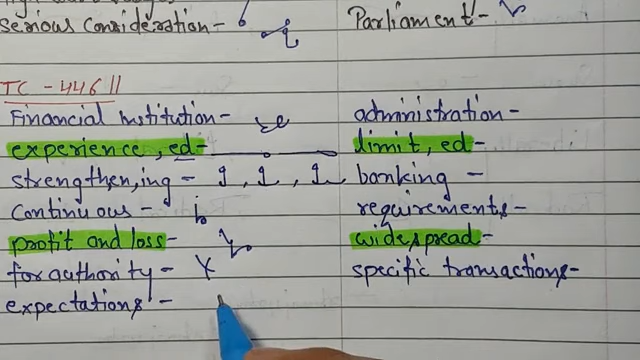 Serious Consideration -
Parliament -
TC - 446 11
Financial institution -
experience, ed -
strengthen, ing -
Continuous -
profit and loss -
for authority -
expectations -
administration -
limit, ed -
banking -
requirements -
widespread -
specific transactions -